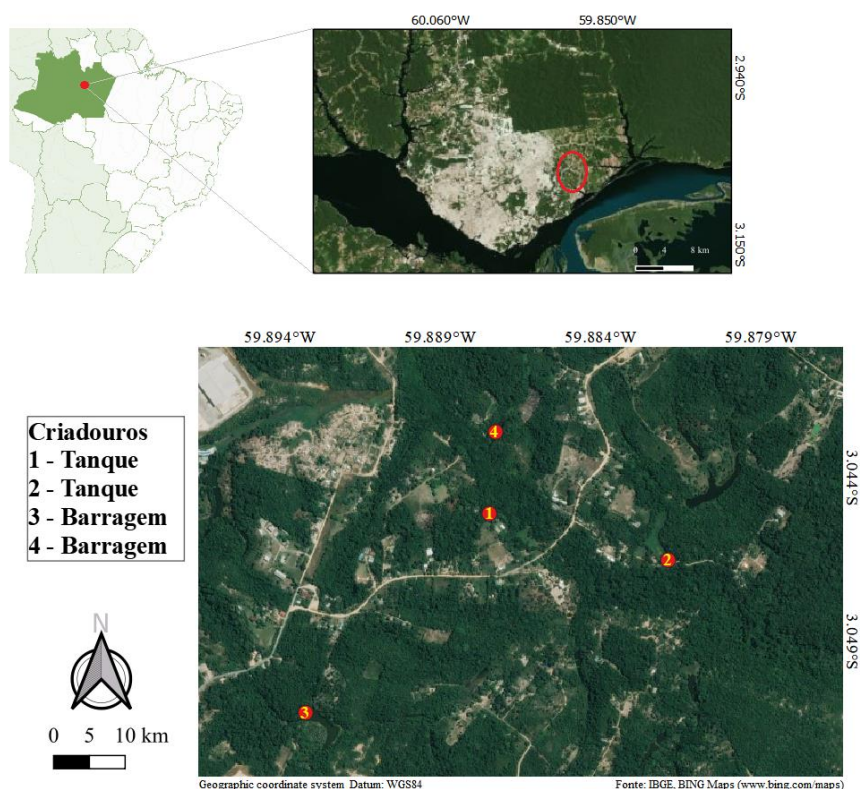 60.060°W 59.850°W
2.940°S
3.150°S
0 4 8 km
59.894°W 59.889°W 59.884°W 59.879°W
3.044°S
3.049°S
Criadouros
1 - Tanque
2 - Tanque
3 - Barragem
4 - Barragem
4
1
2
3
N
0 5 10 km
Geographic coordinate system Datum: WGS84
Fonte: IBGE, BING Maps (www.bing.com/maps)